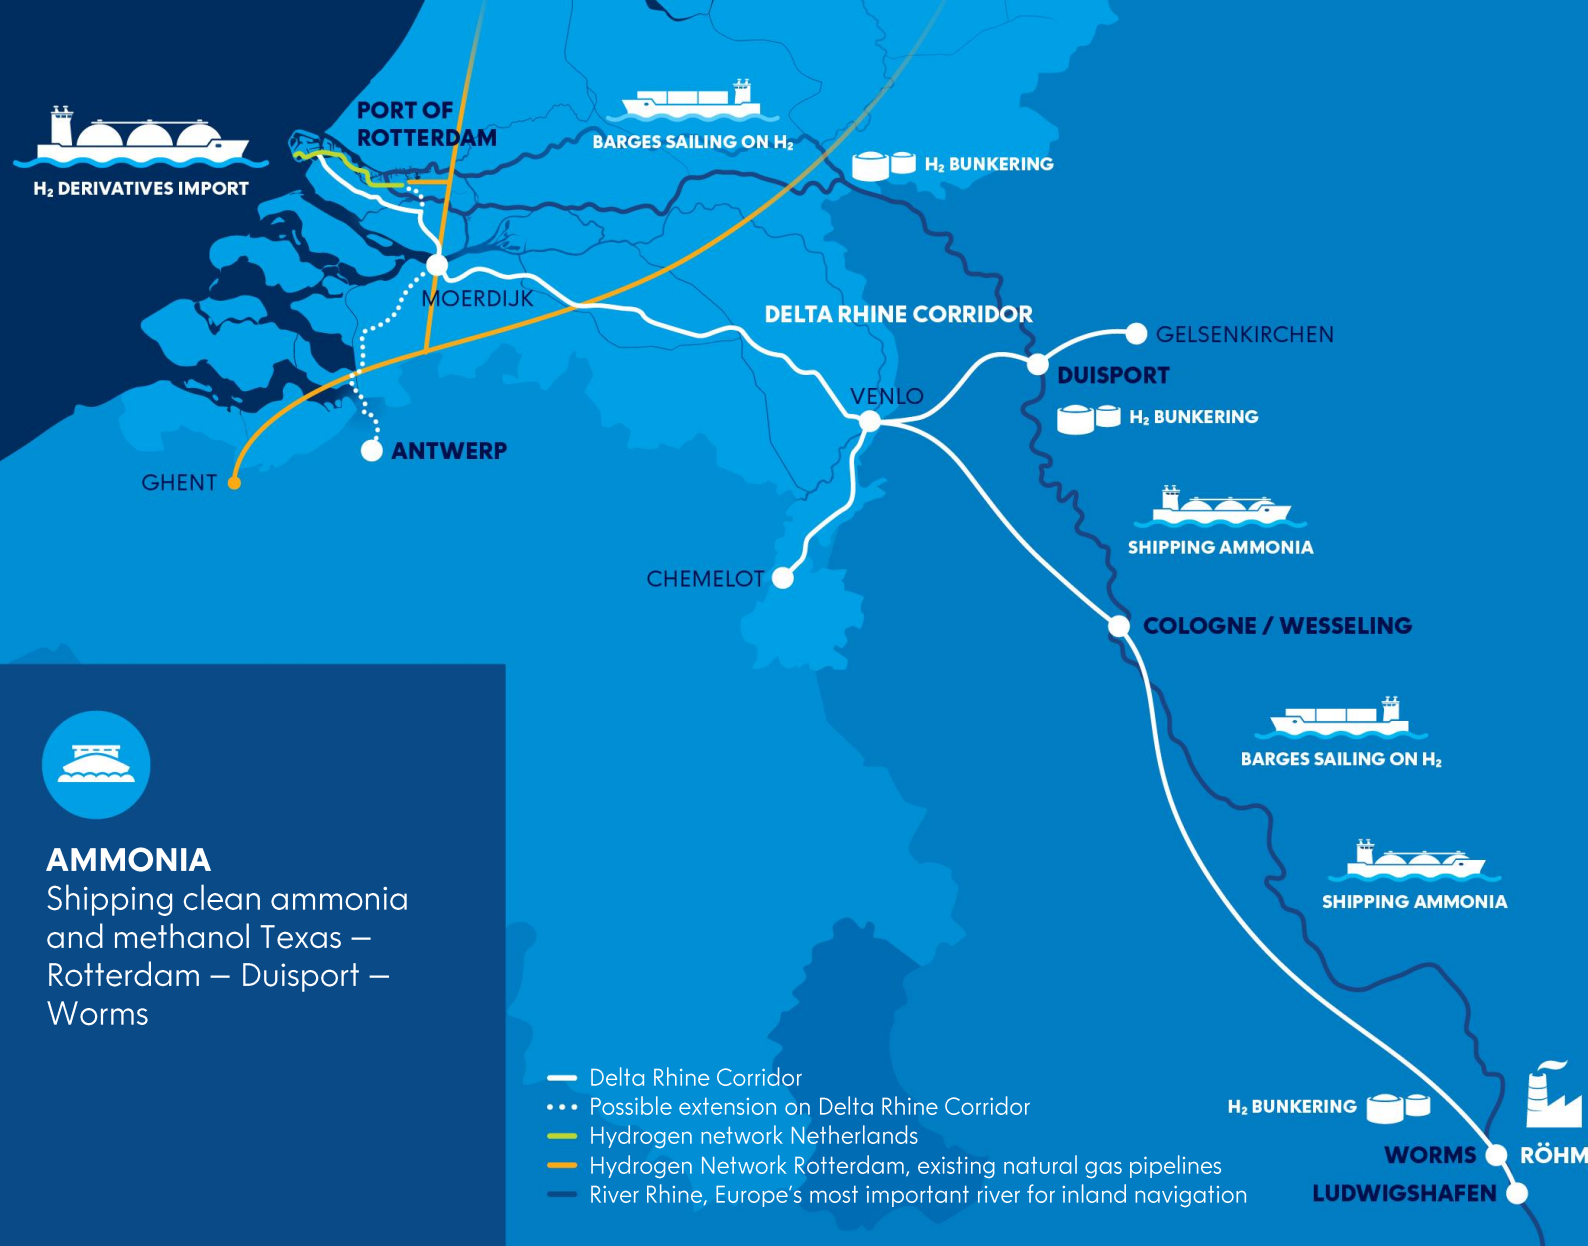 PORT OF
ROTTERDAM
BARGES SAILING ON H₂
H₂ BUNKERING
H₂ DERIVATIVES IMPORT
MOERDIJK
DELTA RHINE CORRIDOR
GELSENKIRCHEN
DUISPORT
VENLO
H₂ BUNKERING
ANTWERP
GHENT
SHIPPING AMMONIA
CHEMELOT
COLOGNE / WESSELING
BARGES SAILING ON H₂
AMMONIA
Shipping clean ammonia
and methanol Texas –
Rotterdam – Duisport –
Worms
SHIPPING AMMONIA
Delta Rhine Corridor
Possible extension on Delta Rhine Corridor
Hydrogen network Netherlands
Hydrogen Network Rotterdam, existing natural gas pipelines
River Rhine, Europe's most important river for inland navigation
H₂ BUNKERING
WORMS
RÖHM
LUDWIGSHAFEN